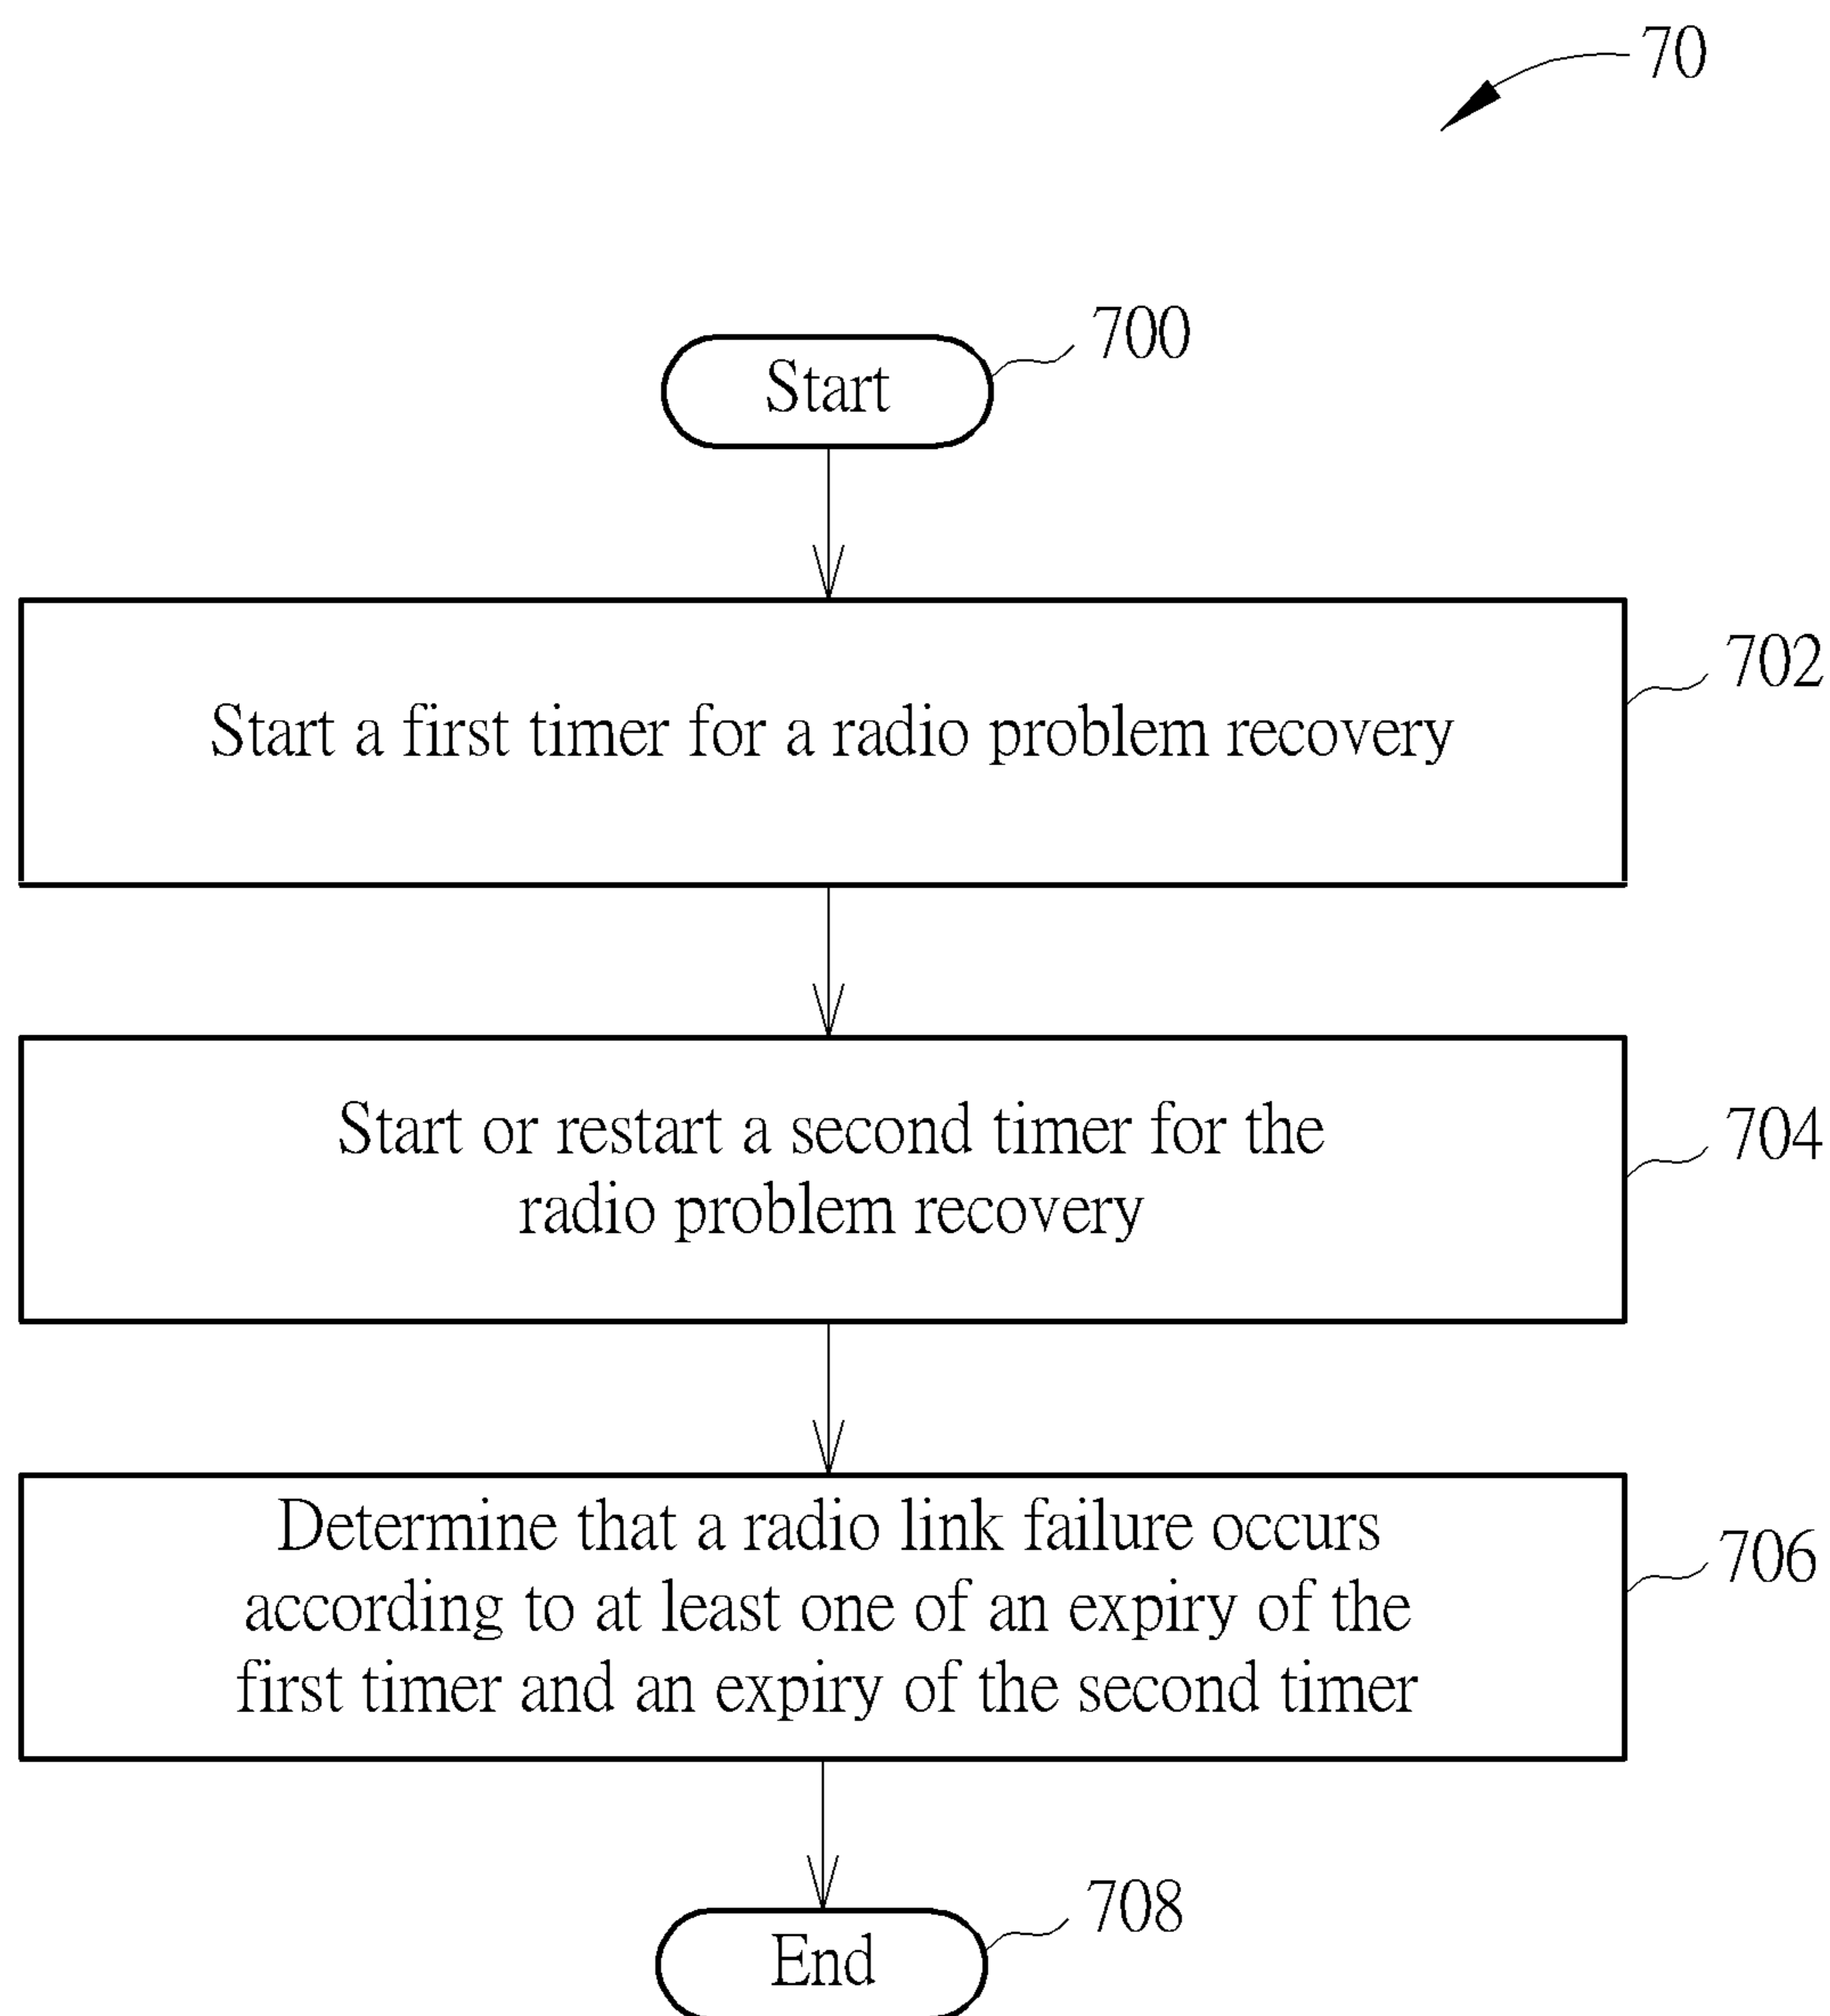 70
700
Start
702
Start a first timer for a radio problem recovery
704
Start or restart a second timer for the
radio problem recovery
706
Determine that a radio link failure occurs
according to at least one of an expiry of the
first timer and an expiry of the second timer
708
End